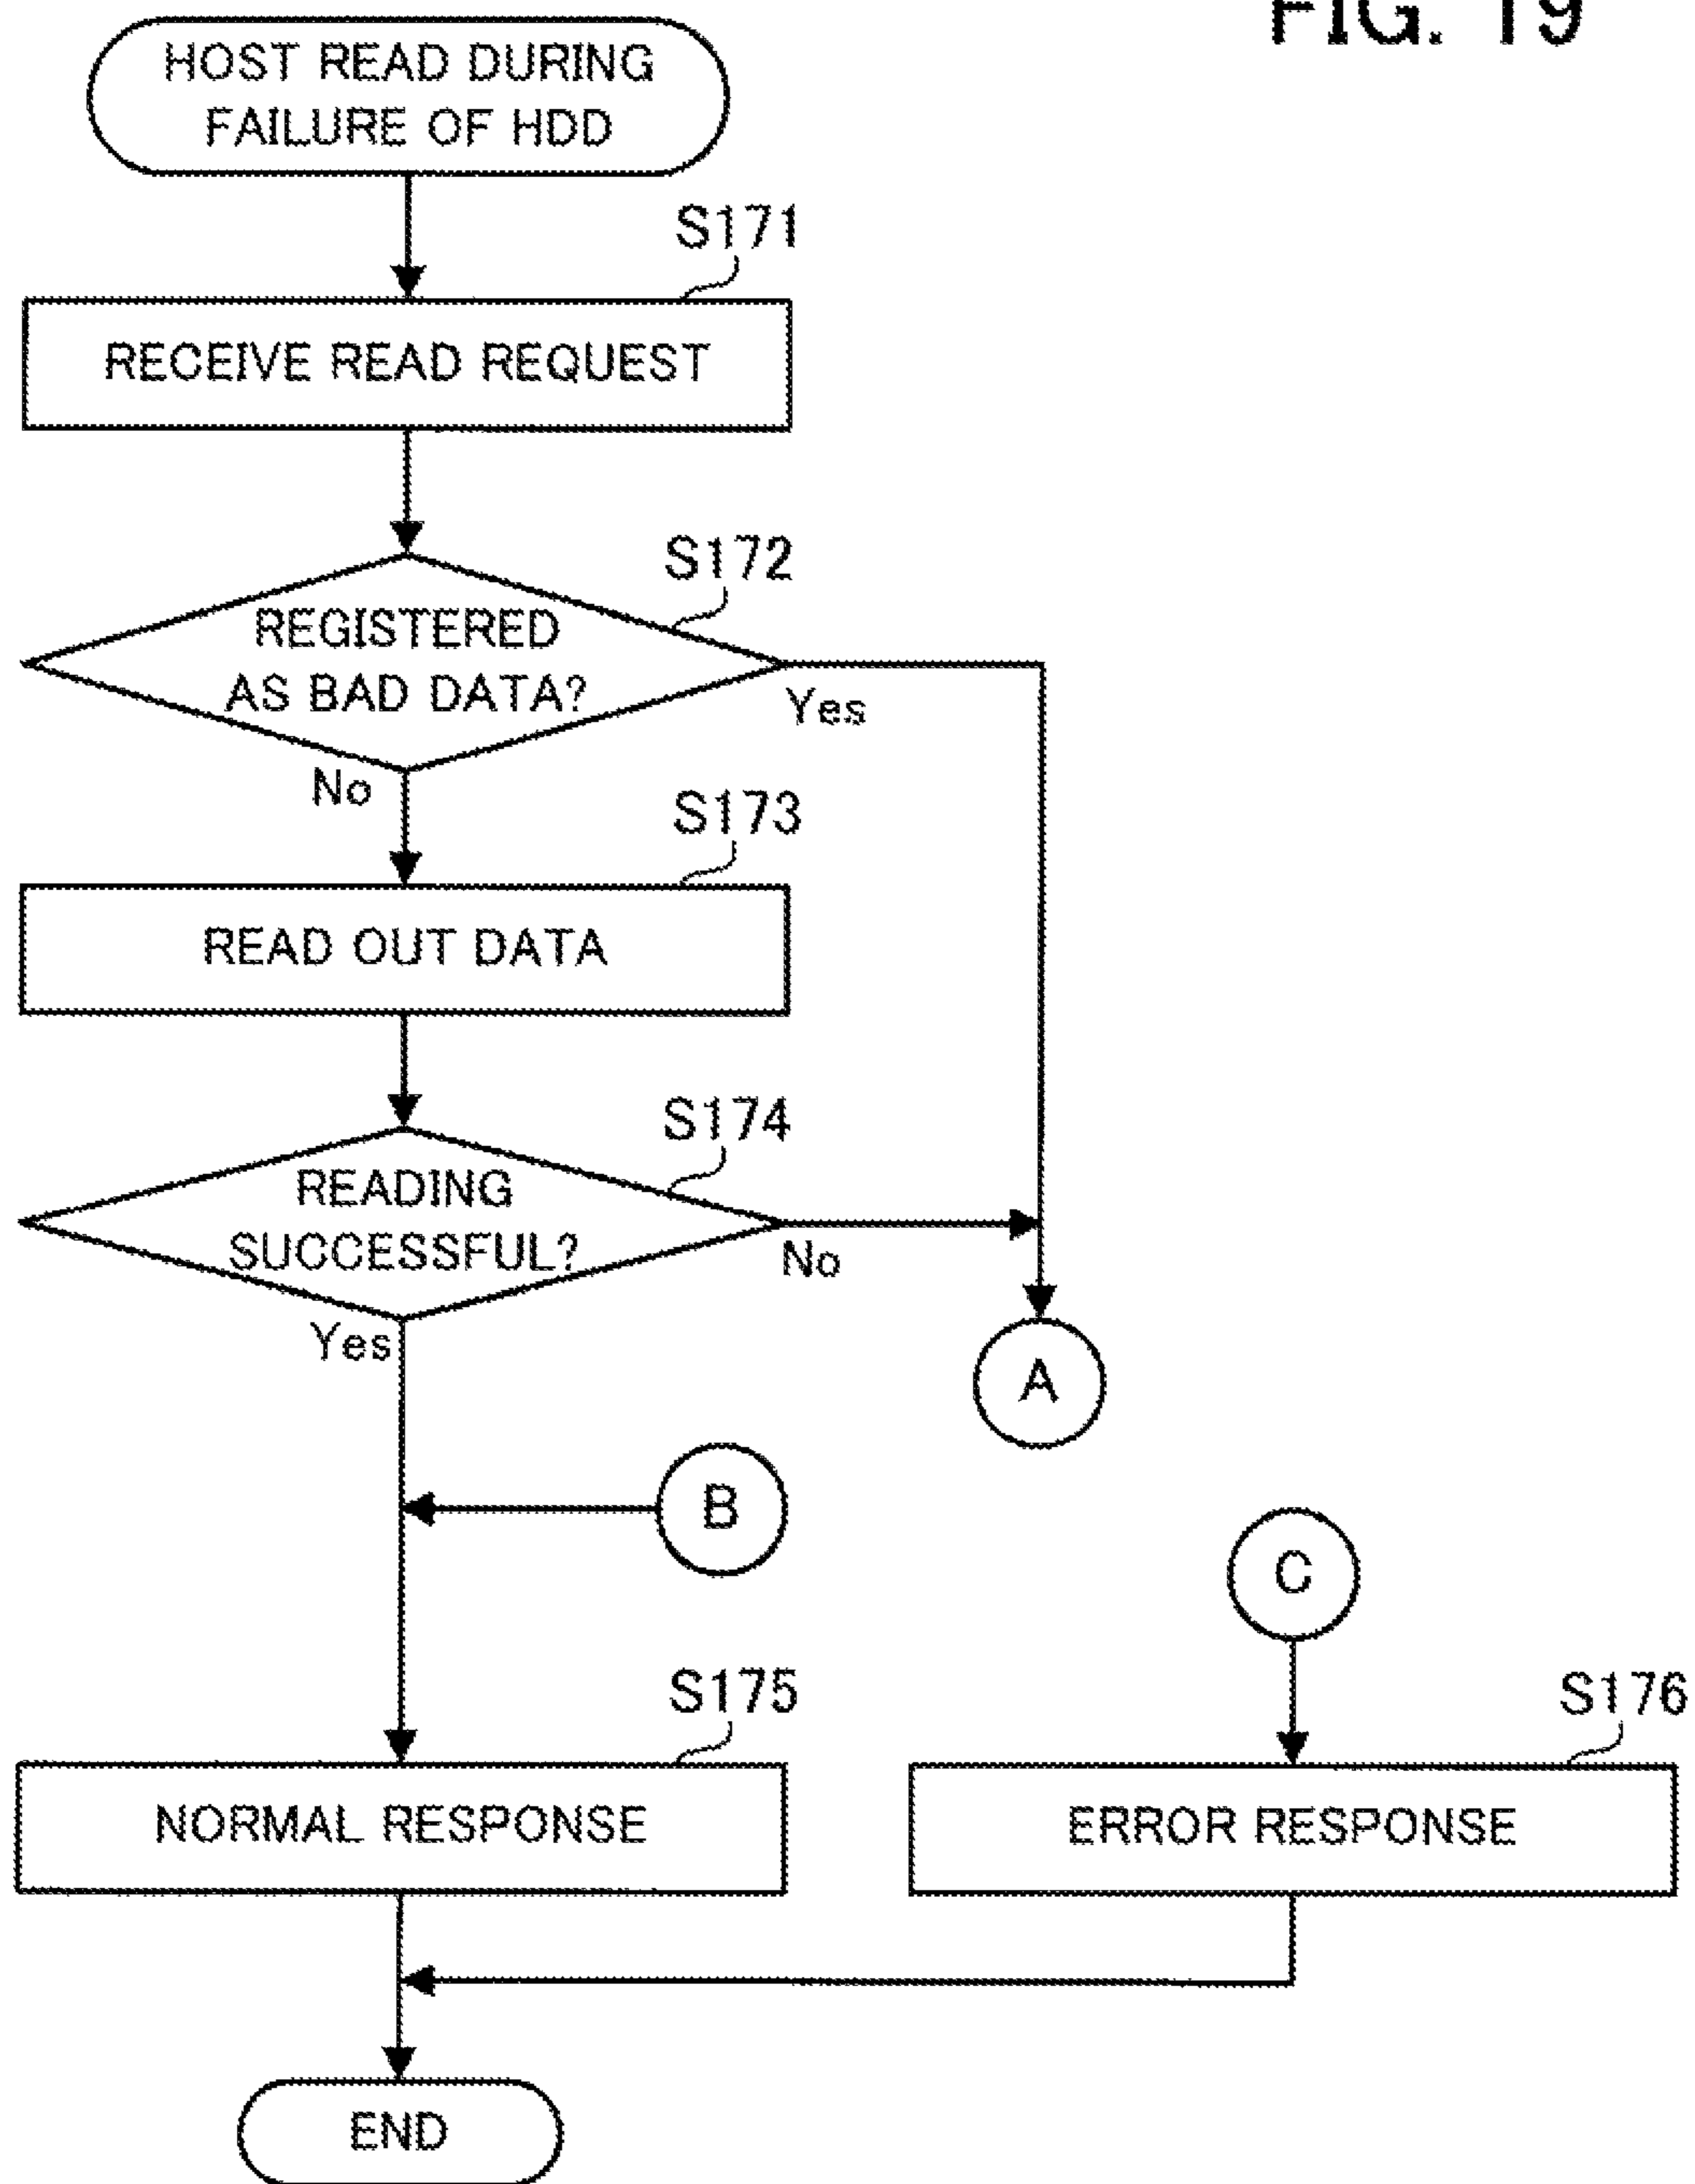 FIG. 19
HOST READ DURING
FAILURE OF HDD
S171
RECEIVE READ REQUEST
S172
REGISTERED
AS BAD DATA?
Yes
No
S173
READ OUT DATA
S174
READING
SUCCESSFUL?
No
Yes
A
B
C
S175
S176
NORMAL RESPONSE
ERROR RESPONSE
END